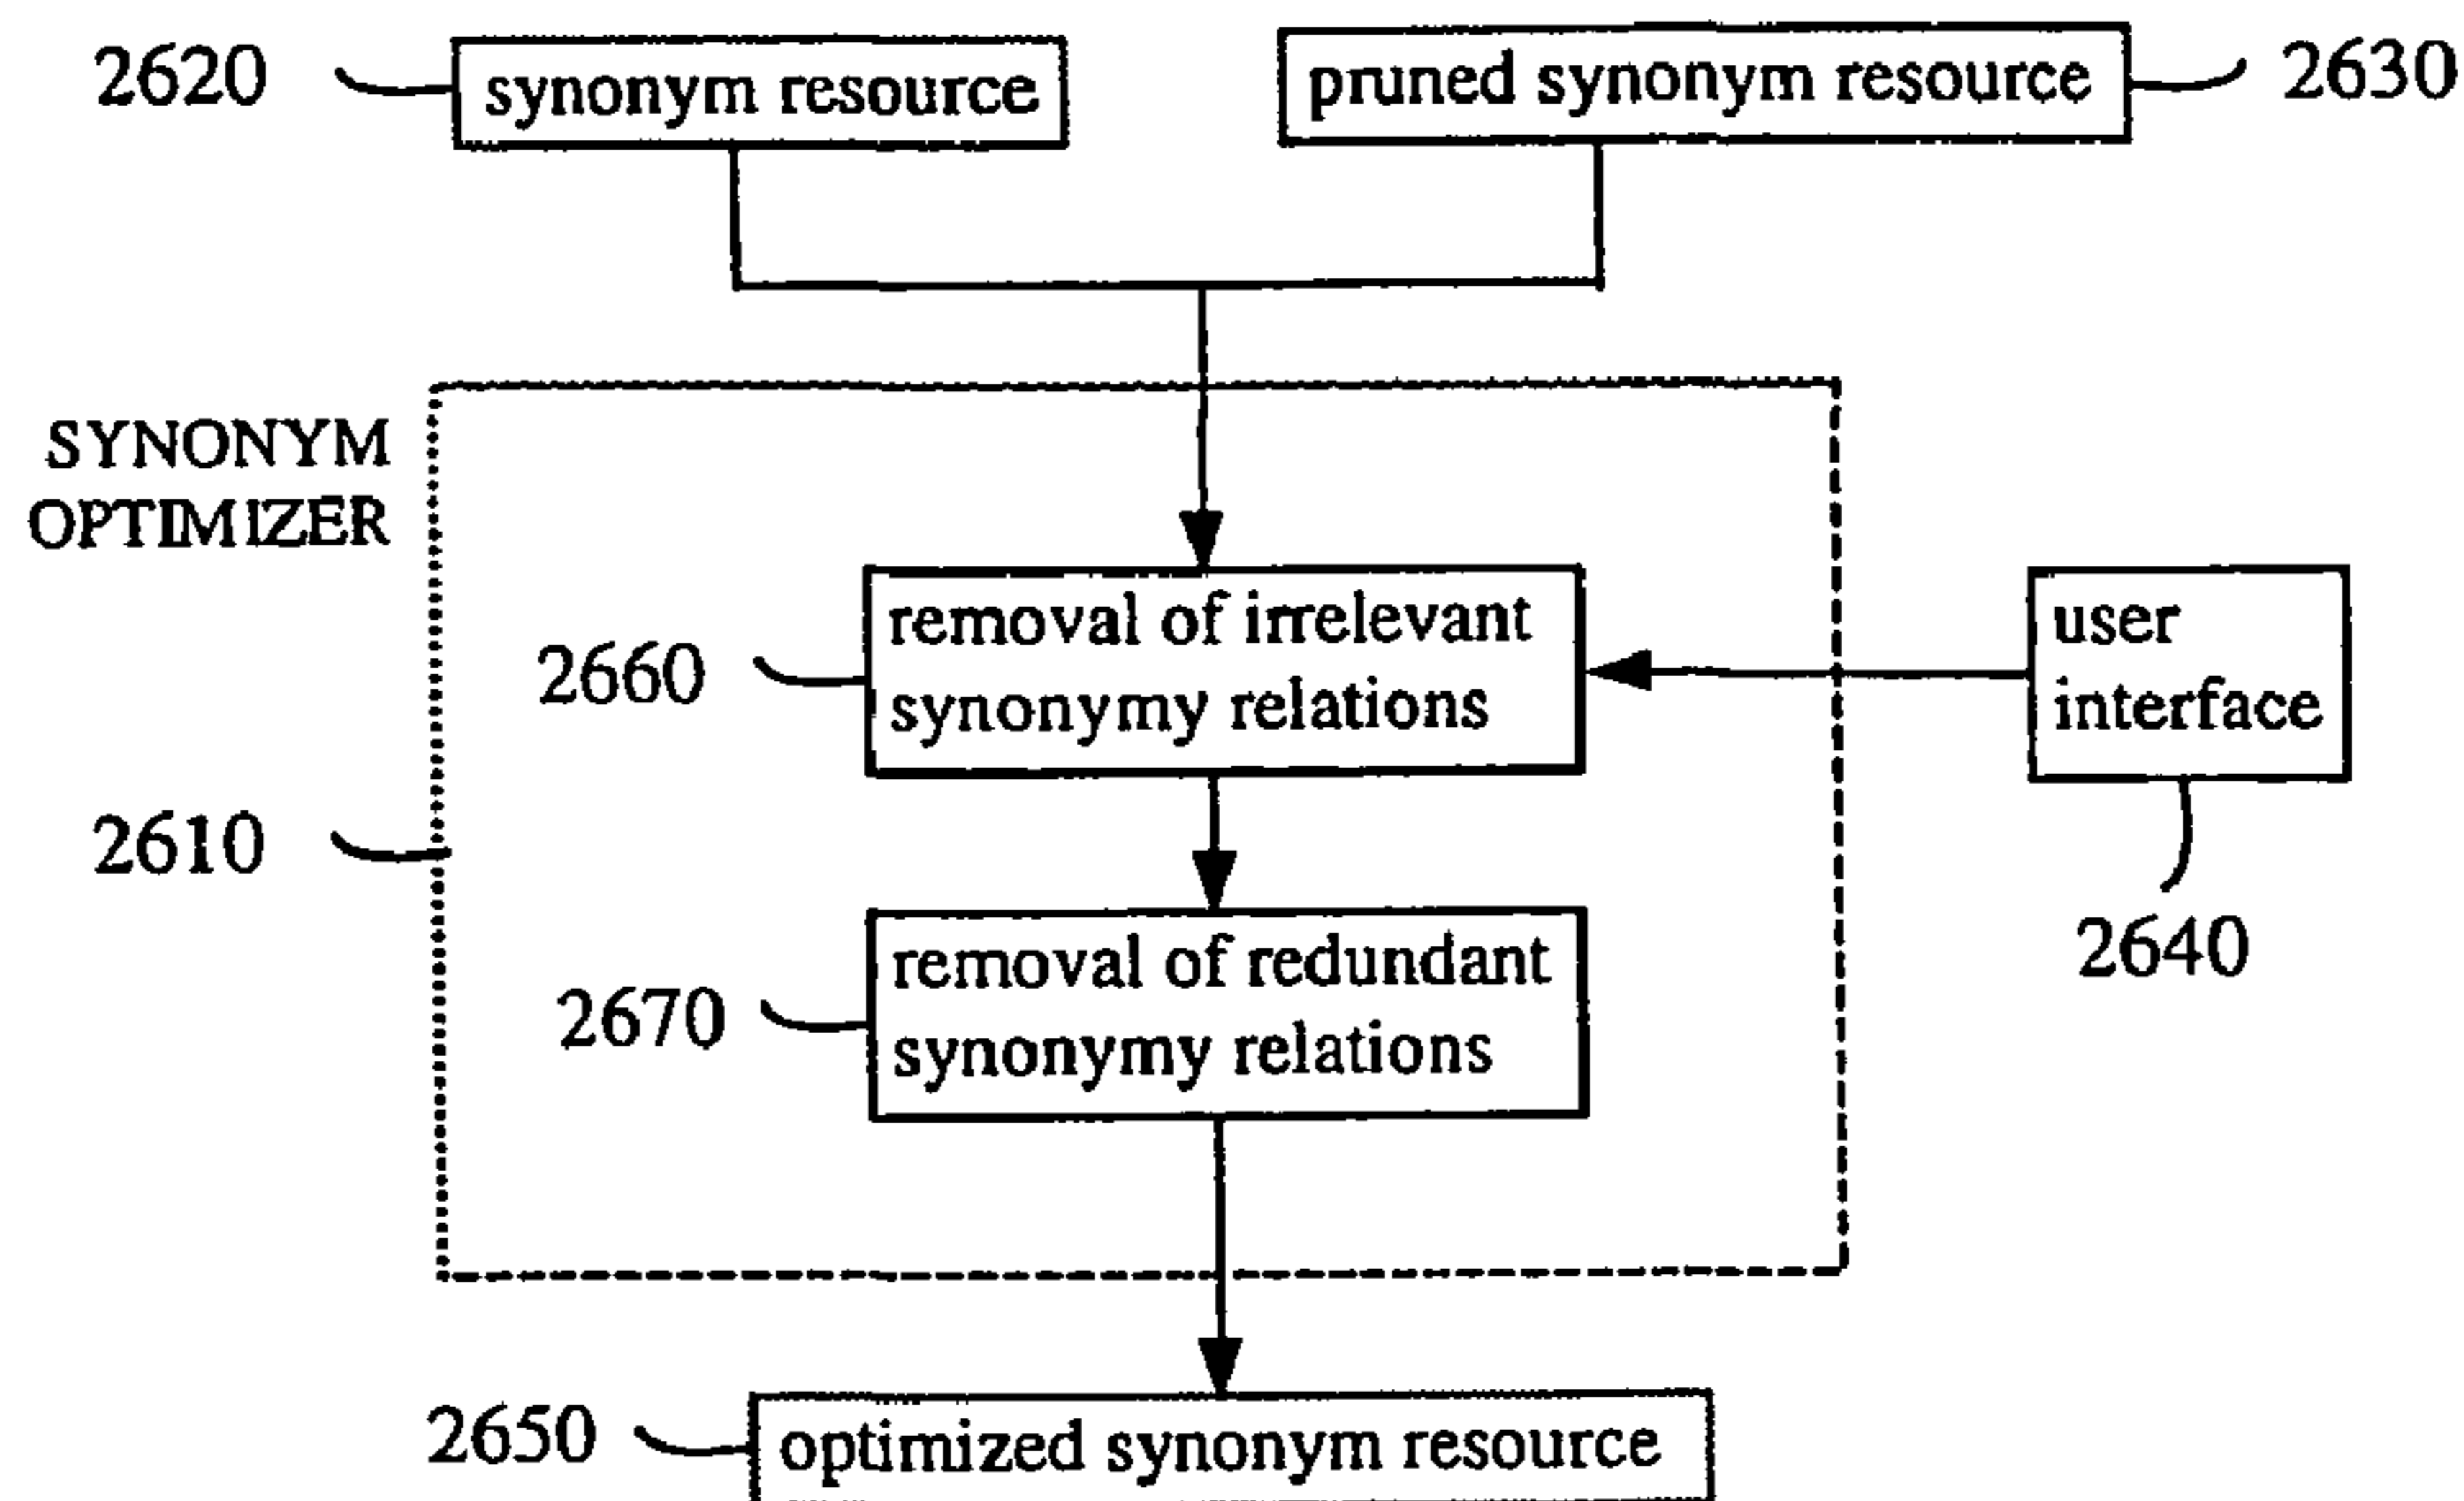 2620
synonym resource
pruned synonym resource
2630
SYNONYM
OPTIMIZER
removal of irrelevant
synonymy relations
2660
user
interface
2610
2640
removal of redundant
synonymy relations
2670
2650
optimized synonym resource